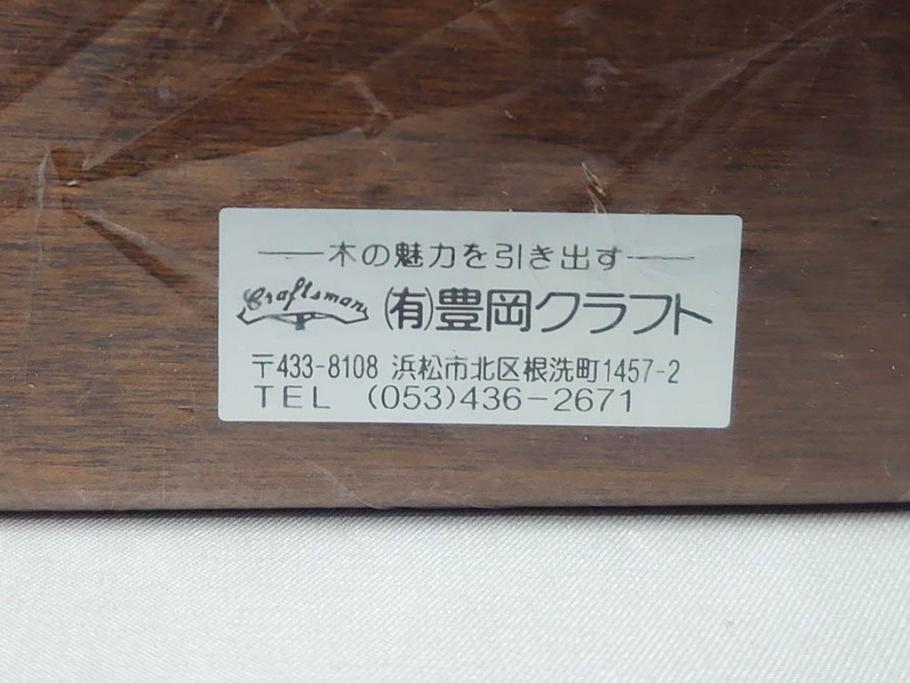 木の魅力を引き出す
Craftsman (有)豊岡クラフト
〒433-8108 浜松市北区根洗町1457-2
TEL (053)436-2671